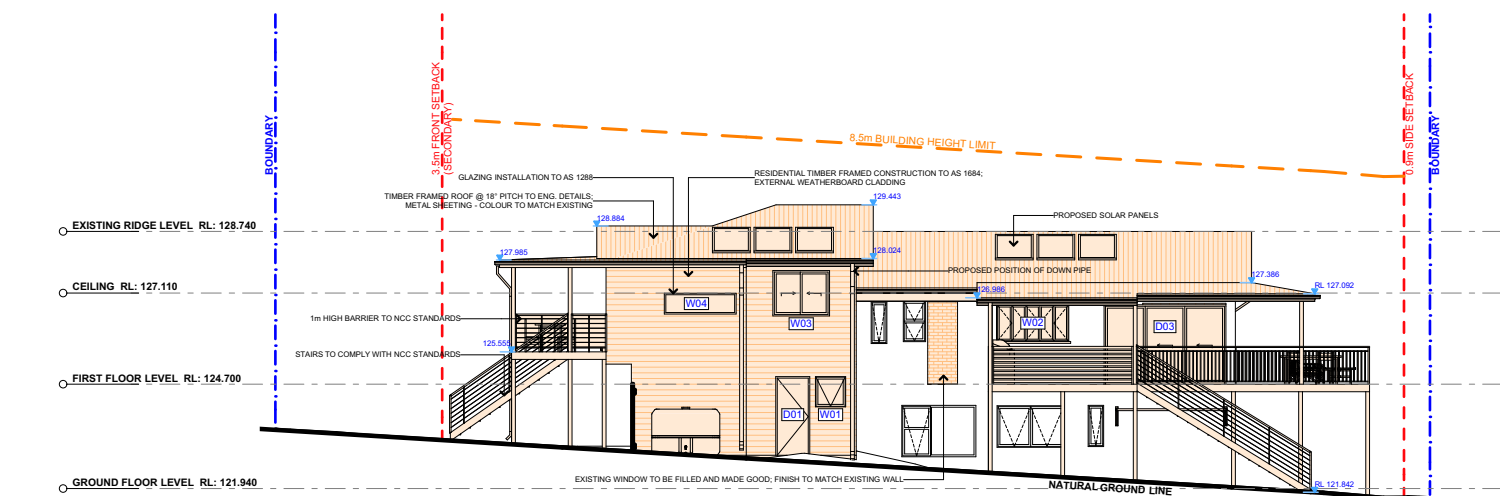 BOUNDARY
3.5m FRONT SETBACK
(SECONDARY)
8.5m BUILDING HEIGHT LIMIT
0.9m SIDE SETBACK
BOUNDARY
GLAZING INSTALLATION TO AS 1288
RESIDENTIAL TIMBER FRAMED CONSTRUCTION TO AS 1684;
EXTERNAL WEATHERBOARD CLADDING
TIMBER FRAMED ROOF @ 18° PITCH TO ENG. DETAILS;
METAL SHEETING - COLOUR TO MATCH EXISTING
129.443
128.884
PROPOSED SOLAR PANELS
EXISTING RIDGE LEVEL RL: 128.740
127.985
128.024
PROPOSED POSITION OF DOWN PIPE
127.386
CEILING RL: 127.110
126.986
RL 127.092
W04
W03
W02
D03
1m HIGH BARRIER TO NCC STANDARDS
125.555
STAIRS TO COMPLY WITH NCC STANDARDS
FIRST FLOOR LEVEL RL: 124.700
D01
W01
EXISTING WINDOW TO BE FILLED AND MADE GOOD; FINISH TO MATCH EXISTING WALL
GROUND FLOOR LEVEL RL: 121.940
NATURAL GROUND LINE
RL 121.842